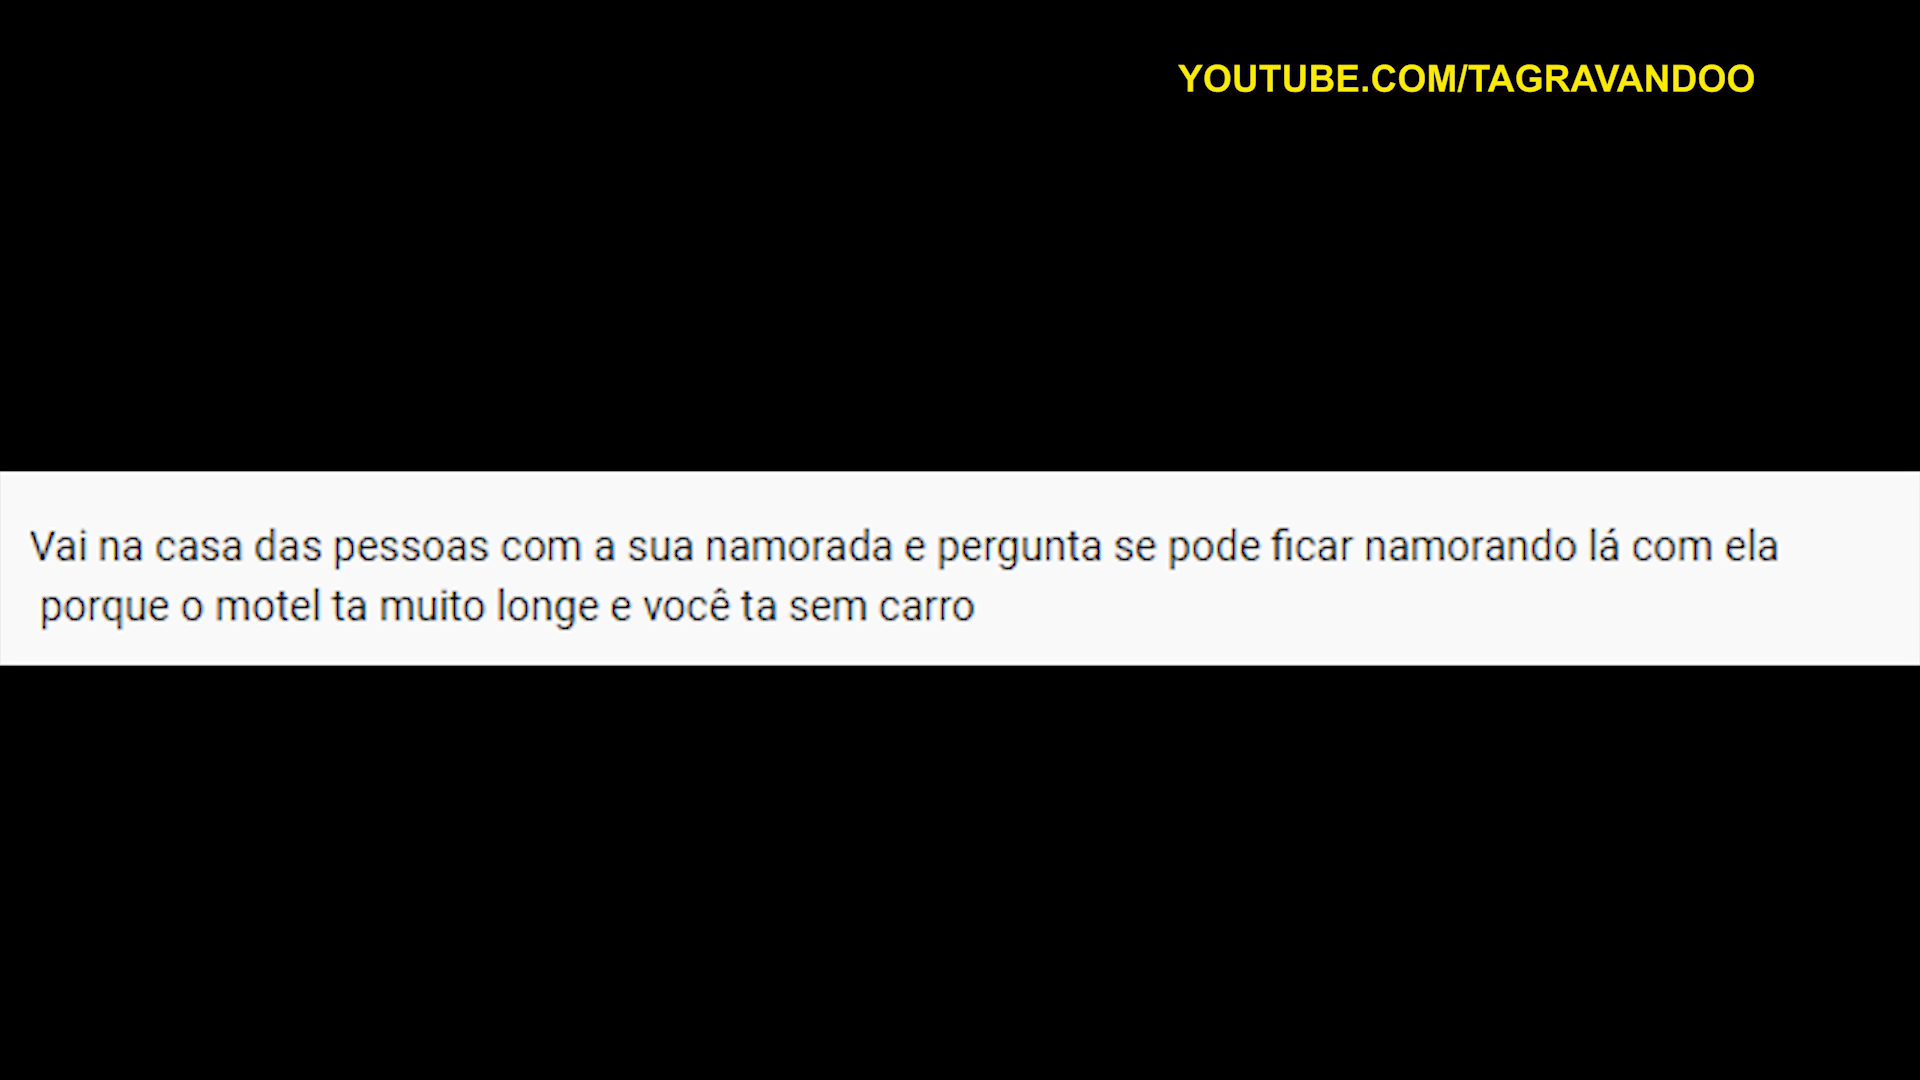 YOUTUBE.COM/TAGRAVANDOO
Vai na casa das pessoas com a sua namorada e pergunta se pode ficar namorando lá com ela
porque o motel ta muito longe e você ta sem carro